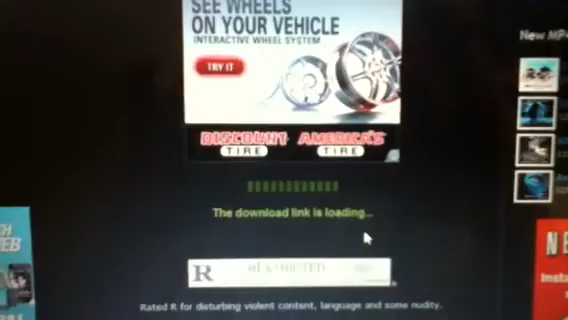 SEE WHEELS
ON YOUR VEHICLE
INTERACTIVE WHEEL SYSTEM
TRY IT
DISCOUNT TIRE
AMERICA'S TIRE
New MP
The download link is loading...
R RESTRICTED
Rated R for disturbing violent content, language and some nudity.
Insta